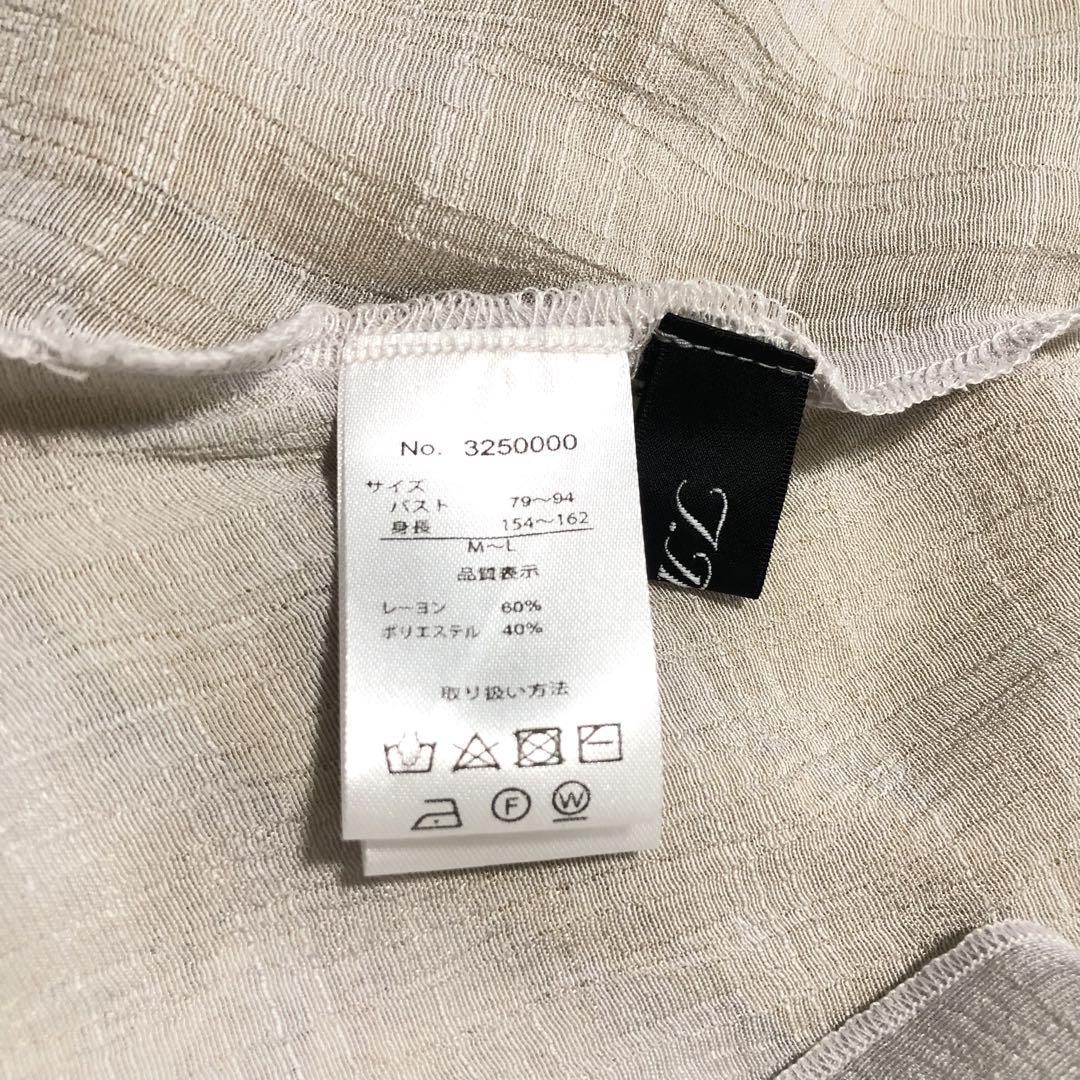 No. 3250000
サイズ
バスト 79～94
身長 154～162
M～L
品質表示
レーヨン 60%
ポリエステル 40%
取り扱い方法
F W